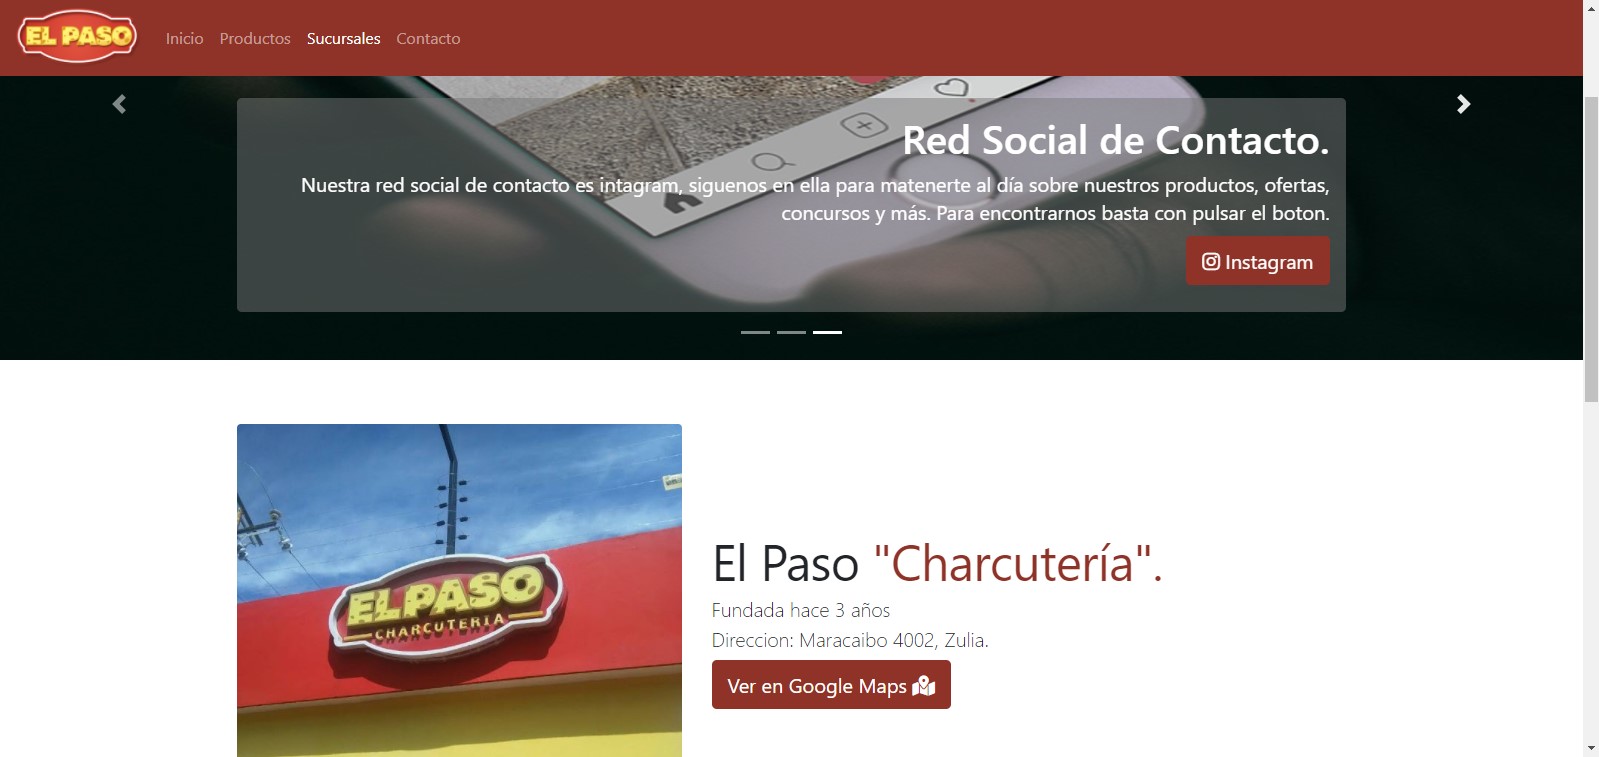 EL PASO
Inicio Productos Sucursales Contacto
Red Social de Contacto.
Nuestra red social de contacto es intagram, siguenos en ella para matenerte al día sobre nuestros productos, ofertas,
concursos y más. Para encontrarnos basta con pulsar el boton.
Instagram
EL PASO
CHARCUTERIA
El Paso "Charcutería".
Fundada hace 3 años
Direccion: Maracaibo 4002, Zulia.
Ver en Google Maps